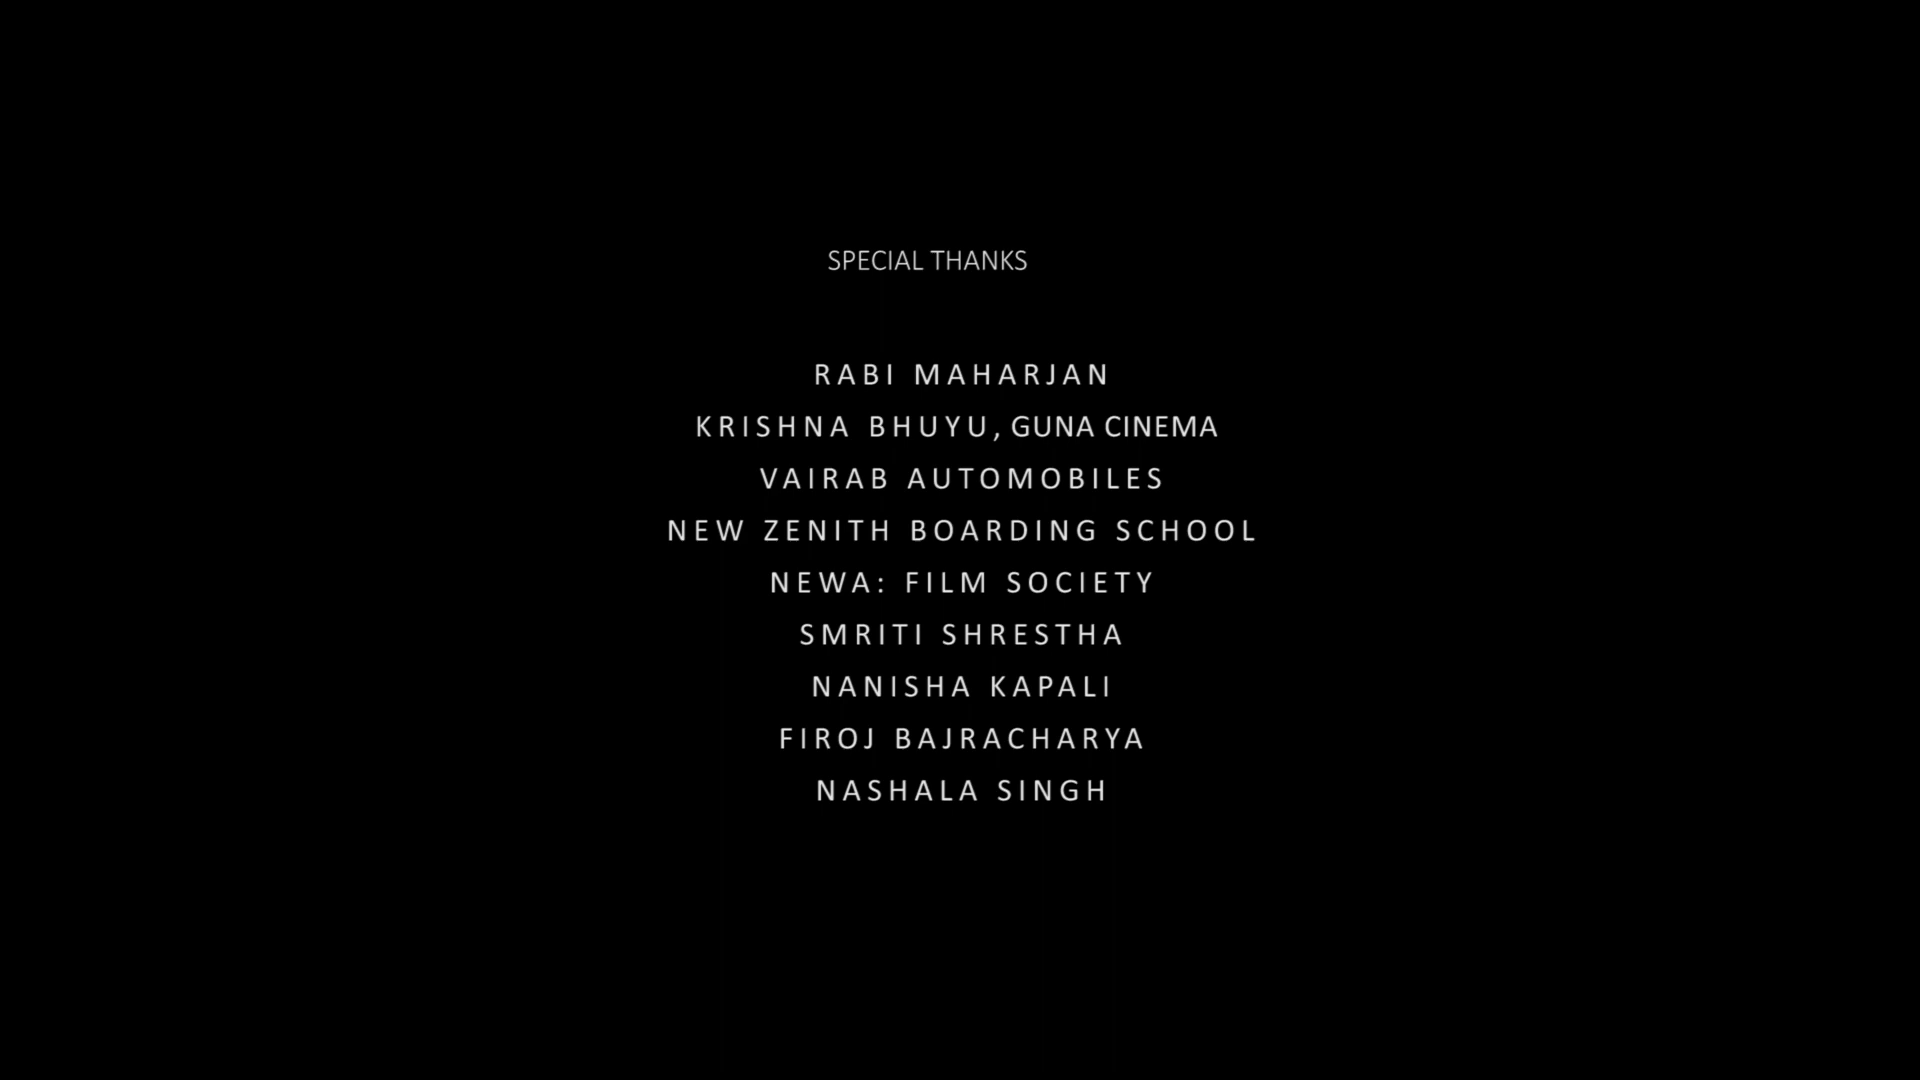 SPECIAL THANKS
RABI MAHARJAN
KRISHNA BHUYU, GUNA CINEMA
VAIRAB AUTOMOBILES
NEW ZENITH BOARDING SCHOOL
NEWA: FILM SOCIETY
SMRITI SHRESTHA
NANISHA KAPALI
FIROJ BAJRACHARYA
NASHALA SINGH